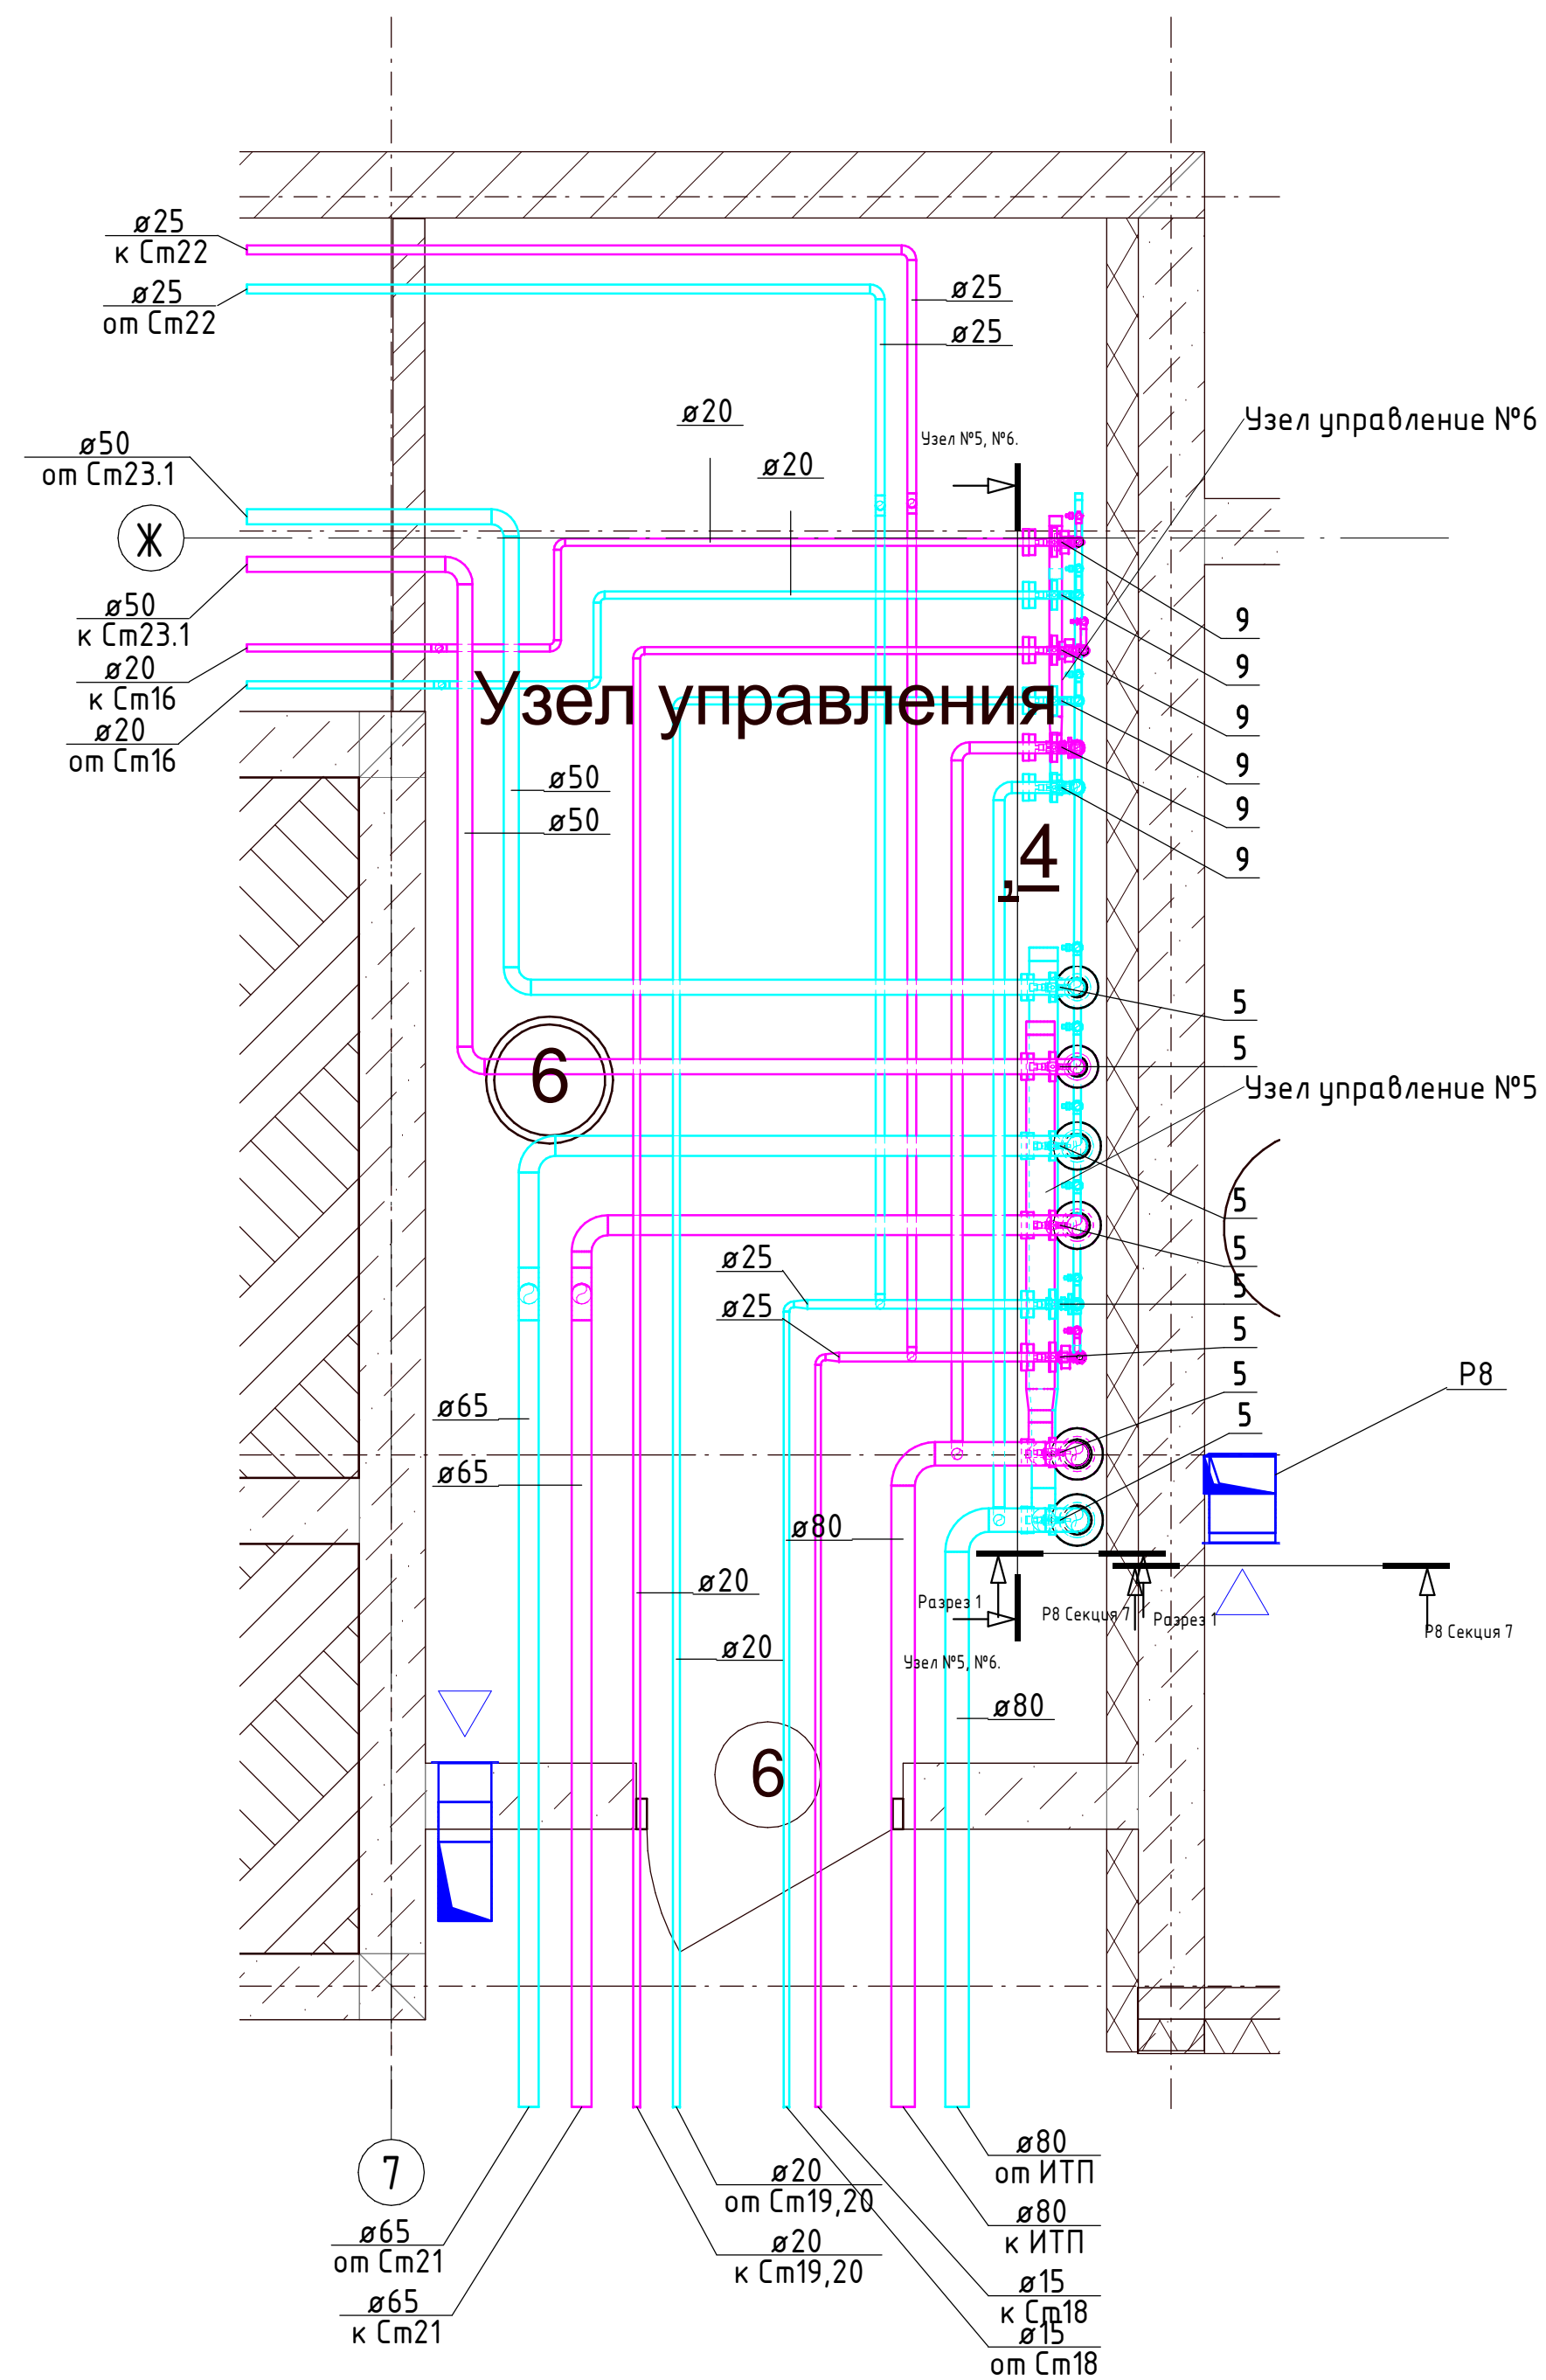 ø25
к Ст22
ø25
от Ст22
ø25
ø25
ø20
ø20
Узел №5, №6.
Узел управление №6
ø50
от Ст23.1
Ж
ø50
к Ст23.1
ø20
к Ст16
ø20
от Ст16
Узел управления
9
9
9
9
9
9
ø50
ø50
,4
5
5
6
Узел управление №5
5
5
5
5
5
5
ø25
ø25
P8
ø65
ø65
ø80
ø20
ø20
Разрез 1
P8 Секция 7
Разрез 1
P8 Секция 7
Узел №5, №6.
ø80
6
7
ø80
от ИТП
ø20
от Ст19,20
ø80
к ИТП
ø65
от Ст21
ø20
к Ст19,20
ø15
к Ст18
ø65
к Ст21
ø15
от Ст18